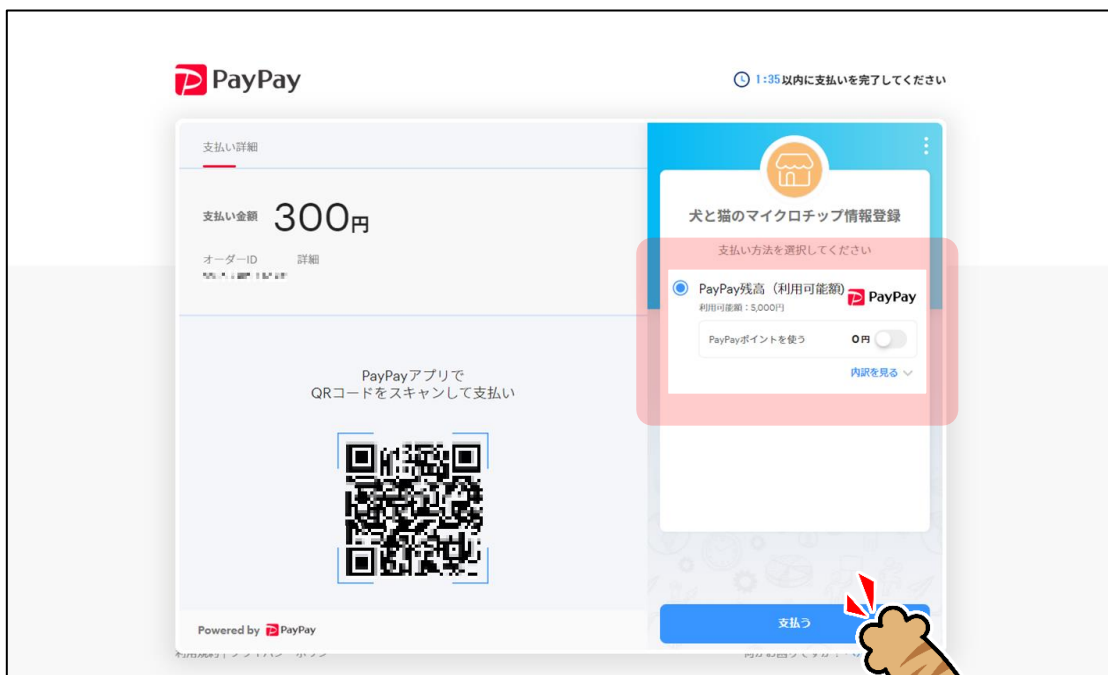 PayPay
1:35以内に支払いを完了してください
支払い詳細
支払い金額 300円
オーダーID 詳細
PayPayアプリで
QRコードをスキャンして支払い
Powered by PayPay
犬と猫のマイクロチップ情報登録
支払い方法を選択してください
PayPay残高（利用可能額） PayPay
利用可能額：5,000円
PayPayポイントを使う 0円
内訳を見る
支払う